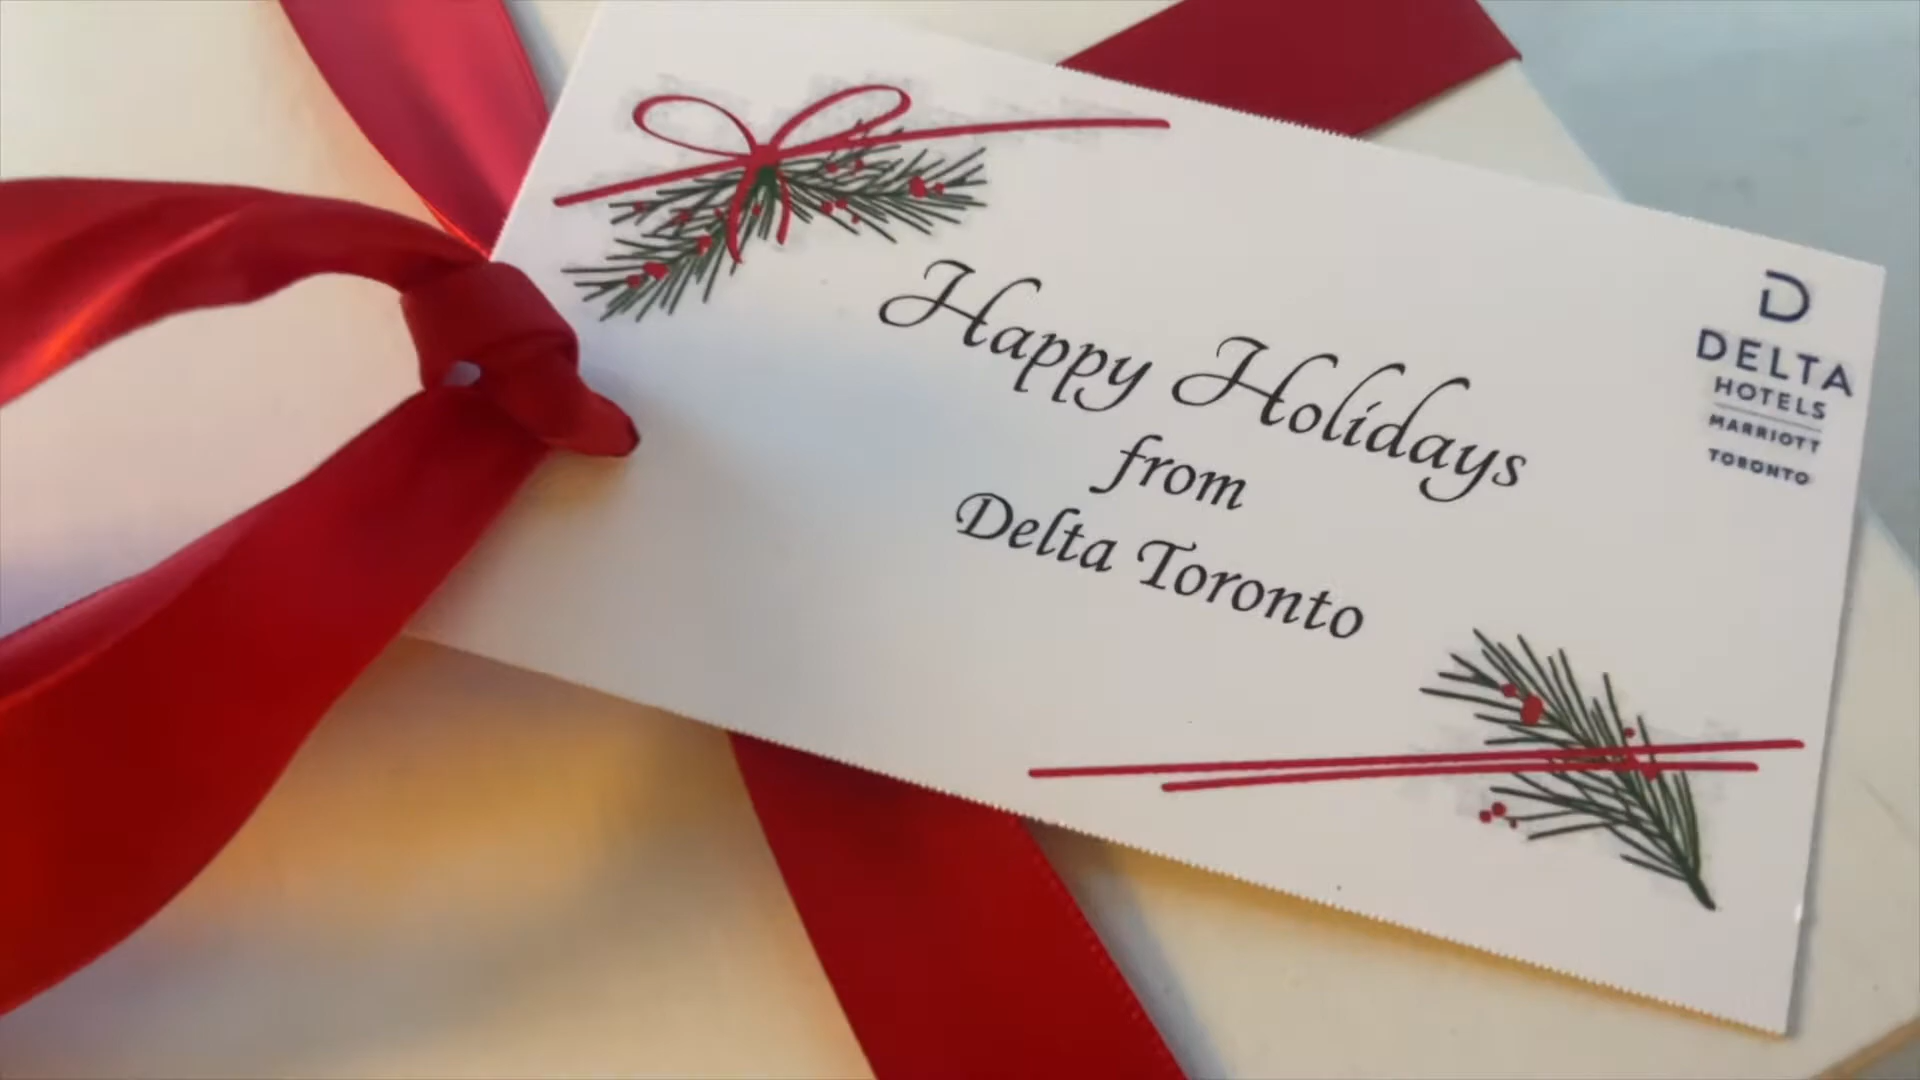 Happy Holidays
from
Delta Toronto
D
DELTA
HOTELS
MARRIOTT
TORONTO